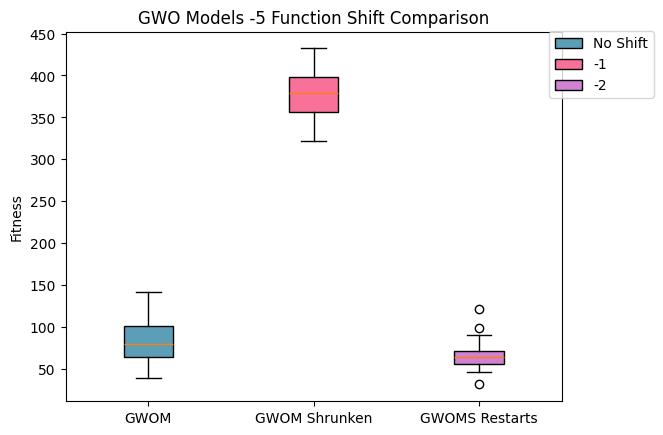 GWO Models -5 Function Shift Comparison
No Shift
-1
-2
Fitness
450
400
350
300
250
200
150
100
50
GWOM
GWOM Shrunken
GWOMS Restarts